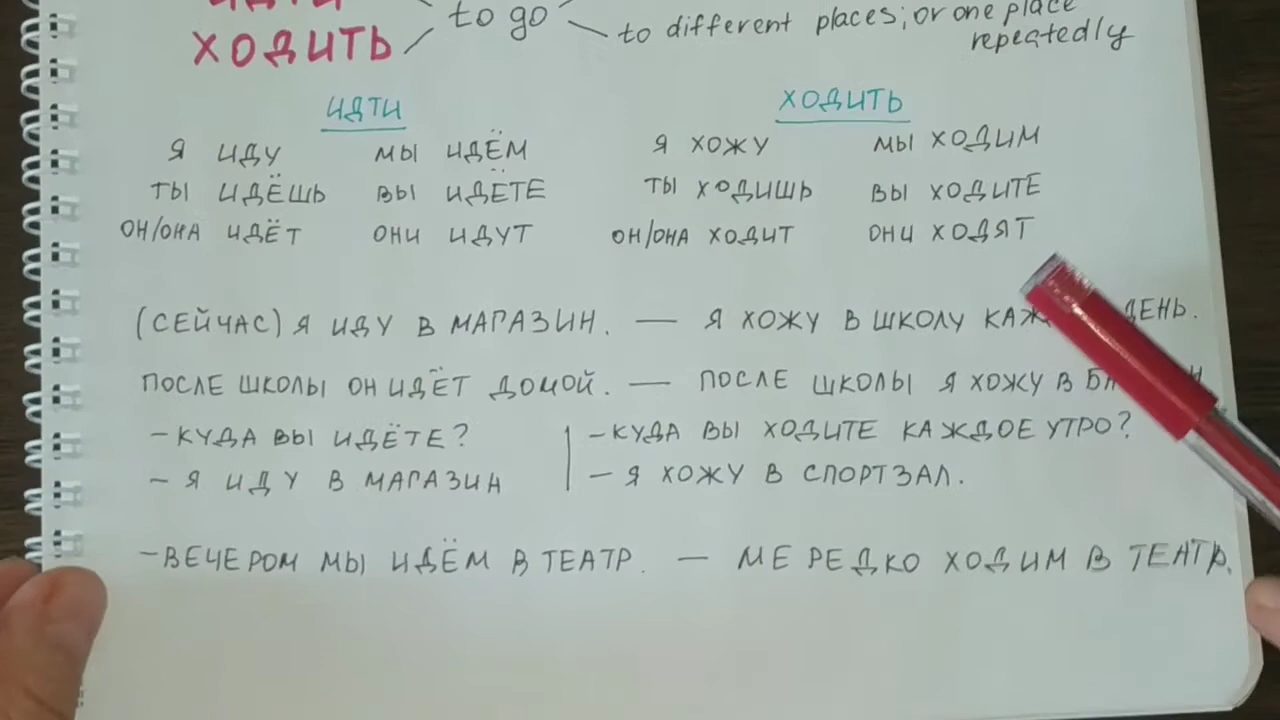 ИДТИ
ХОДИТЬ to go to different places; or one place
repeatedly
ИДТИ ХОДИТЬ
Я ИДУ МЫ ИДЁМ Я ХОЖУ МЫ ХОДИМ
ТЫ ИДЁШЬ ВЫ ИДЁТЕ ТЫ ХОДИШЬ ВЫ ХОДИТЕ
ОН/ОНА ИДЁТ ОНИ ИДУТ ОН/ОНА ХОДИТ ОНИ ХОДЯТ
(СЕЙЧАС) Я ИДУ В МАГАЗИН. — Я ХОЖУ В ШКОЛУ ДЕНЬ.
ПОСЛЕ ШКОЛЫ ОН ИДЁТ ДОМОЙ. — ПОСЛЕ ШКОЛЫ Я ХОЖУ В
- КУДА ВЫ ИДЁТЕ? - КУДА ВЫ ХОДИТЕ КАЖДОЕ УТРО?
- Я ИДУ В МАГАЗИН - Я ХОЖУ В СПОРТЗАЛ.
- ВЕЧЕРОМ МЫ ИДЁМ В ТЕАТР. — МЕ РЕДКО ХОДИМ В ТЕАТР.